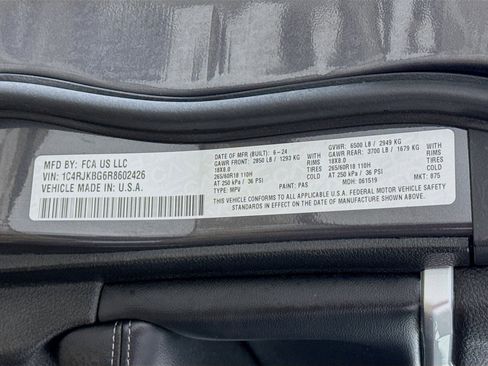 MFD BY: FCA US LLC
VIN: 1C4RJKBG6R8602426
VEHICLE MADE IN U.S.A.
DATE OF MFR (BUILT) 6-24 GVWR: 6500 LB / 2949 KG
GAWR FRONT: 2850 LB / 1293 KG WITH GAWR REAR: 3700 LB / 1679 KG WITH
18X8.0 RIMS 18X8.0 RIMS
265/60R18 110H TIRES 265/60R18 110H TIRES
AT 250 kPa / 36 PSI AT 250 kPa / 36 PSI
TYPE: MPV PAINT: PAS MDH: 061519 MKT: 875
THIS VEHICLE CONFORMS TO ALL APPLICABLE U.S.A. FEDERAL MOTOR VEHICLE SAFETY
STANDARDS IN EFFECT ON THE DATE OF MANUFACTURE SHOWN ABOVE.